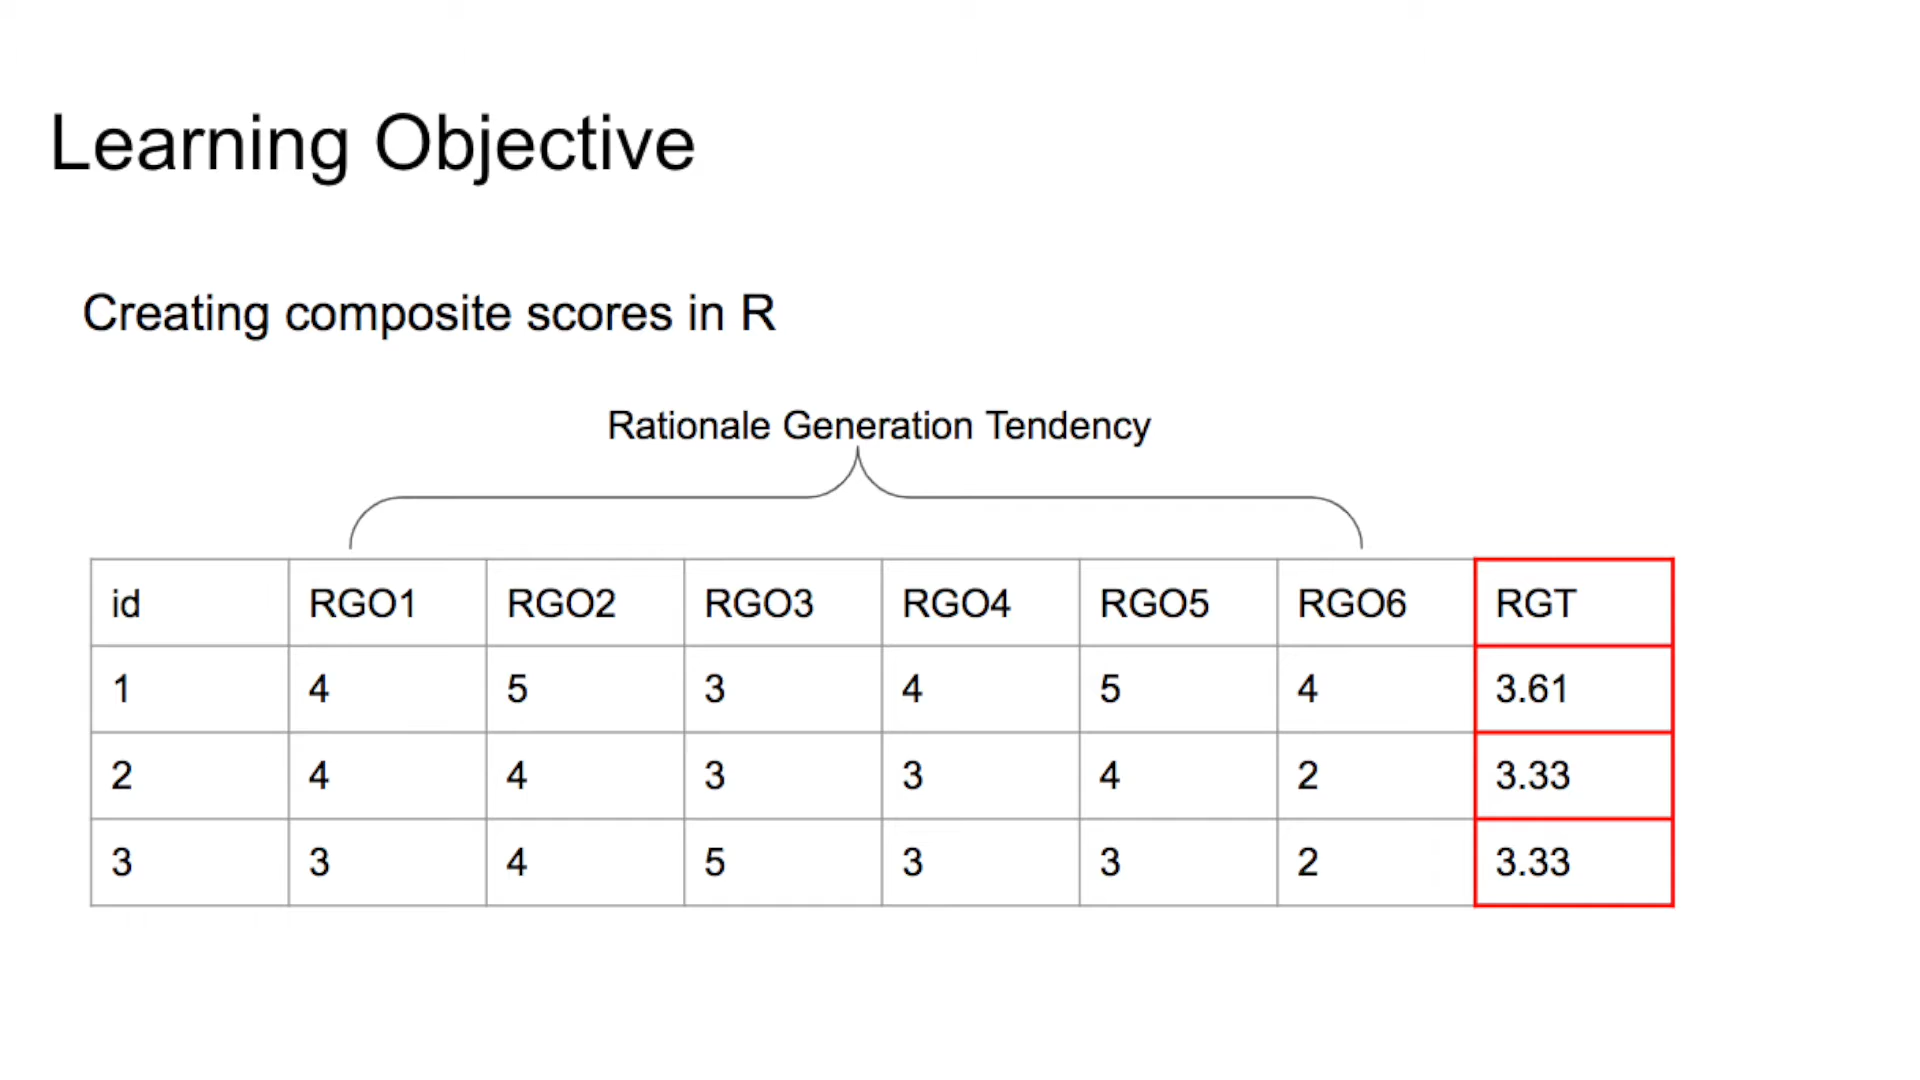 Learning Objective
Creating composite scores in R
Rationale Generation Tendency
id RGO1 RGO2 RGO3 RGO4 RGO5 RGO6 RGT
1 4 5 3 4 5 4 3.61
2 4 4 3 3 4 2 3.33
3 3 4 5 3 3 2 3.33